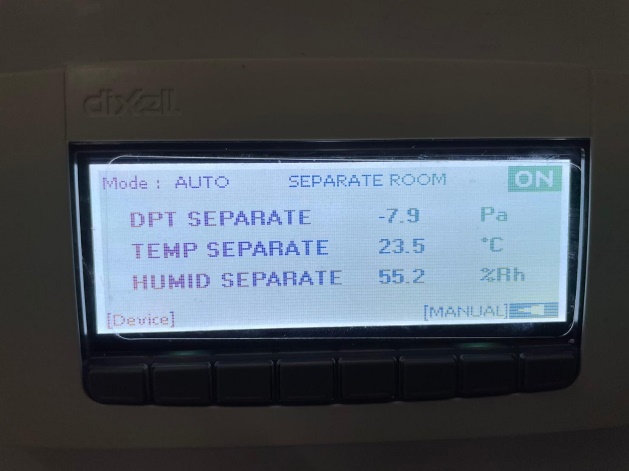 dixell
Mode : AUTO SEPARATE ROOM ON
DPT SEPARATE -7.9 Pa
TEMP SEPARATE 23.5 °C
HUMID SEPARATE 55.2 %Rh
[Device] [MANUAL]